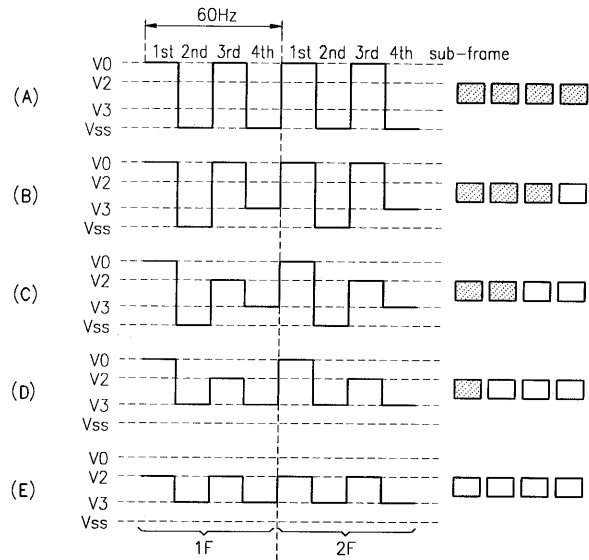 60Hz
1st 2nd 3rd 4th 1st 2nd 3rd 4th sub-frame
(A)
V0
V2
V3
Vss
(B)
V0
V2
V3
Vss
(C)
V0
V2
V3
Vss
(D)
V0
V2
V3
Vss
(E)
V0
V2
V3
Vss
1F 2F